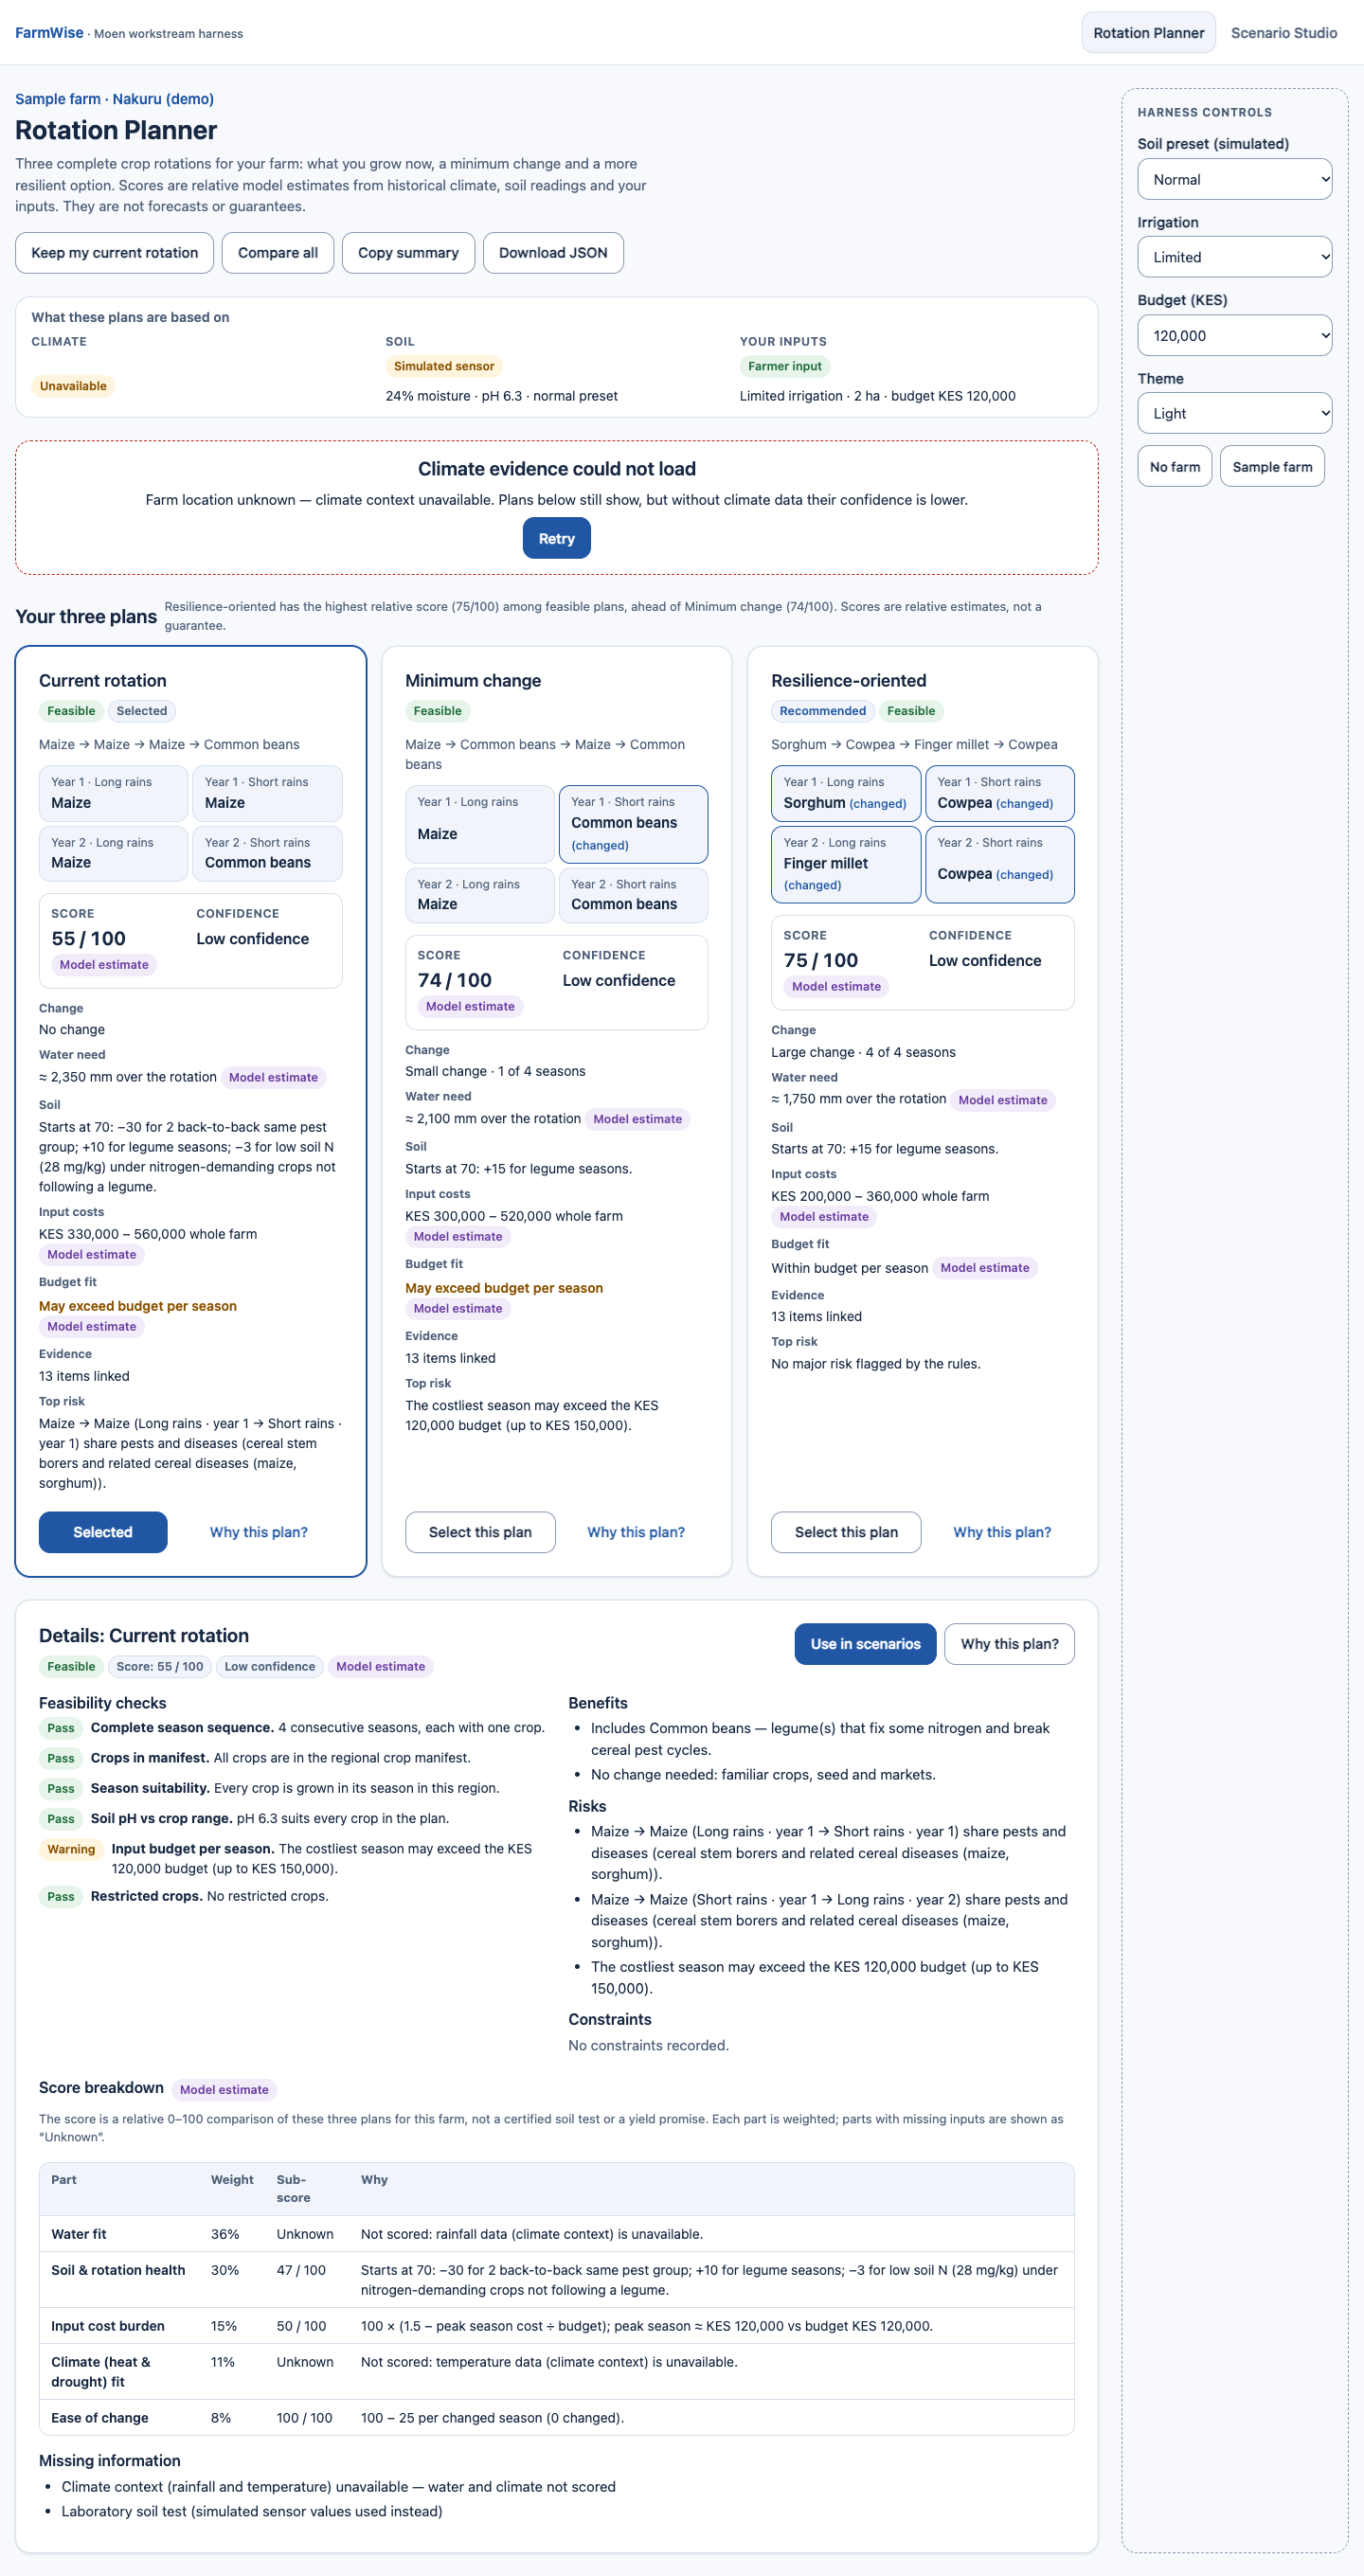 FarmWise · Moen workstream harness
Rotation Planner
Scenario Studio
Sample farm · Nakuru (demo)
Rotation Planner
Three complete crop rotations for your farm: what you grow now, a minimum change and a more
resilient option. Scores are relative model estimates from historical climate, soil readings and your
inputs. They are not forecasts or guarantees.
Keep my current rotation
Compare all
Copy summary
Download JSON
What these plans are based on
CLIMATE
Unavailable
SOIL
Simulated sensor
24% moisture · pH 6.3 · normal preset
YOUR INPUTS
Farmer input
Limited irrigation · 2 ha · budget KES 120,000
Climate evidence could not load
Farm location unknown — climate context unavailable. Plans below still show, but without climate data their confidence is lower.
Retry
Your three plans
Resilience-oriented has the highest relative score (75/100) among feasible plans, ahead of Minimum change (74/100). Scores are relative estimates, not a
guarantee.
Current rotation
Feasible
Selected
Maize → Maize → Maize → Common beans
Year 1 · Long rains
Maize
Year 1 · Short rains
Maize
Year 2 · Long rains
Maize
Year 2 · Short rains
Common beans
SCORE
55 / 100
Model estimate
CONFIDENCE
Low confidence
Change
No change
Water need
≈ 2,350 mm over the rotation Model estimate
Soil
Starts at 70: −30 for 2 back-to-back same pest
group; +10 for legume seasons; −3 for low soil N
(28 mg/kg) under nitrogen-demanding crops not
following a legume.
Input costs
KES 330,000 – 560,000 whole farm
Model estimate
Budget fit
May exceed budget per season
Model estimate
Evidence
13 items linked
Top risk
Maize → Maize (Long rains · year 1 → Short rains ·
year 1) share pests and diseases (cereal stem
borers and related cereal diseases (maize,
sorghum)).
Selected
Why this plan?
Minimum change
Feasible
Maize → Common beans → Maize → Common
beans
Year 1 · Long rains
Maize
Year 1 · Short rains
Common beans
(changed)
Year 2 · Long rains
Maize
Year 2 · Short rains
Common beans
SCORE
74 / 100
Model estimate
CONFIDENCE
Low confidence
Change
Small change · 1 of 4 seasons
Water need
≈ 2,100 mm over the rotation Model estimate
Soil
Starts at 70: +15 for legume seasons.
Input costs
KES 300,000 – 520,000 whole farm
Model estimate
Budget fit
May exceed budget per season
Model estimate
Evidence
13 items linked
Top risk
The costliest season may exceed the KES
120,000 budget (up to KES 150,000).
Select this plan
Why this plan?
Resilience-oriented
Recommended
Feasible
Sorghum → Cowpea → Finger millet → Cowpea
Year 1 · Long rains
Sorghum (changed)
Year 1 · Short rains
Cowpea (changed)
Year 2 · Long rains
Finger millet
(changed)
Year 2 · Short rains
Cowpea (changed)
SCORE
75 / 100
Model estimate
CONFIDENCE
Low confidence
Change
Large change · 4 of 4 seasons
Water need
≈ 1,750 mm over the rotation Model estimate
Soil
Starts at 70: +15 for legume seasons.
Input costs
KES 200,000 – 360,000 whole farm
Model estimate
Budget fit
Within budget per season Model estimate
Evidence
13 items linked
Top risk
No major risk flagged by the rules.
Select this plan
Why this plan?
Details: Current rotation
Feasible
Score: 55 / 100
Low confidence
Model estimate
Use in scenarios
Why this plan?
Feasibility checks
Pass Complete season sequence. 4 consecutive seasons, each with one crop.
Pass Crops in manifest. All crops are in the regional crop manifest.
Pass Season suitability. Every crop is grown in its season in this region.
Pass Soil pH vs crop range. pH 6.3 suits every crop in the plan.
Warning Input budget per season. The costliest season may exceed the KES
120,000 budget (up to KES 150,000).
Pass Restricted crops. No restricted crops.
Benefits
• Includes Common beans — legume(s) that fix some nitrogen and break
cereal pest cycles.
• No change needed: familiar crops, seed and markets.
Risks
• Maize → Maize (Long rains · year 1 → Short rains · year 1) share pests and
diseases (cereal stem borers and related cereal diseases (maize,
sorghum)).
• Maize → Maize (Short rains · year 1 → Long rains · year 2) share pests and
diseases (cereal stem borers and related cereal diseases (maize,
sorghum)).
• The costliest season may exceed the KES 120,000 budget (up to KES
150,000).
Constraints
No constraints recorded.
Score breakdown Model estimate
The score is a relative 0–100 comparison of these three plans for this farm, not a certified soil test or a yield promise. Each part is weighted; parts with missing inputs are shown as
“Unknown”.
Part
Weight
Sub-
score
Why
Water fit
36%
Unknown
Not scored: rainfall data (climate context) is unavailable.
Soil & rotation health
30%
47 / 100
Starts at 70: −30 for 2 back-to-back same pest group; +10 for legume seasons; −3 for low soil N (28 mg/kg) under
nitrogen-demanding crops not following a legume.
Input cost burden
15%
50 / 100
100 × (1.5 − peak season cost ÷ budget); peak season ≈ KES 120,000 vs budget KES 120,000.
Climate (heat &
drought) fit
11%
Unknown
Not scored: temperature data (climate context) is unavailable.
Ease of change
8%
100 / 100
100 − 25 per changed season (0 changed).
Missing information
• Climate context (rainfall and temperature) unavailable — water and climate not scored
• Laboratory soil test (simulated sensor values used instead)
HARNESS CONTROLS
Soil preset (simulated)
Normal
Irrigation
Limited
Budget (KES)
120,000
Theme
Light
No farm
Sample farm